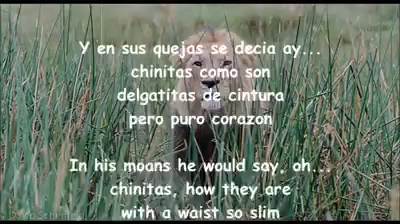 Y en sus quejas se decia ay...
chinitas como son
delgatitas de cintura
pero puro corazon
In his moans he would say, oh...
chinitas, how they are
with a waist so slim